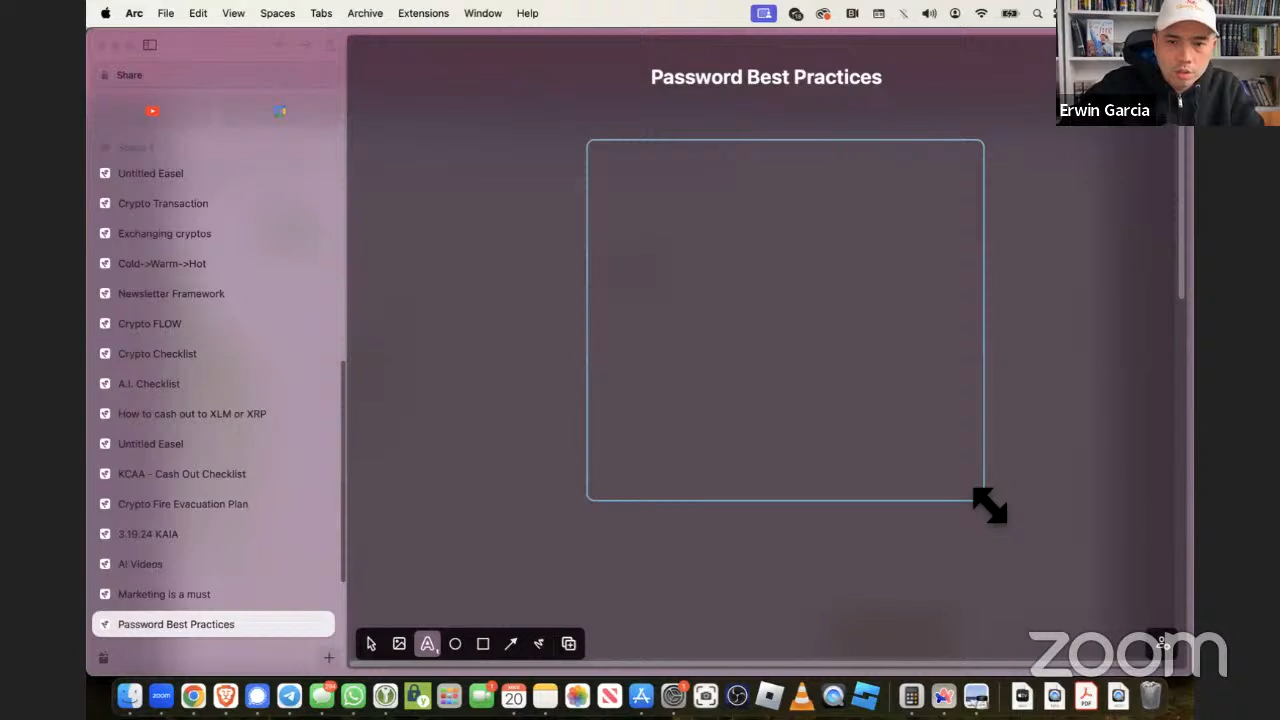 Arc File Edit View Spaces Tabs Archive Extensions Window Help
Share
Password Best Practices
Erwin Garcia
Untitled Easel
Crypto Transaction
Exchanging cryptos
Cold->Warm->Hot
Newsletter Framework
Crypto FLOW
Crypto Checklist
A.I. Checklist
How to cash out to XLM or XRP
Untitled Easel
KCAA - Cash Out Checklist
Crypto Fire Evacuation Plan
3.19.24 KAIA
AI Videos
Marketing is a must
Password Best Practices
zoom
zoom
20
PDF